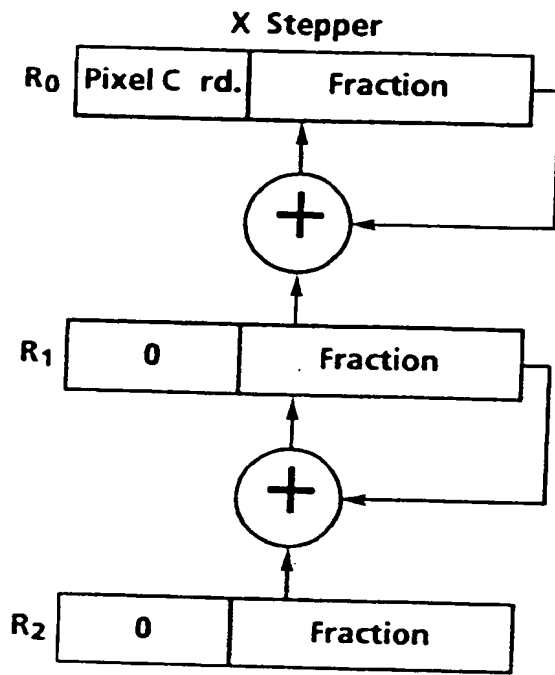 X Stepper
R₀ Pixel C rd. Fraction
+
R₁ 0 Fraction
+
R₂ 0 Fraction